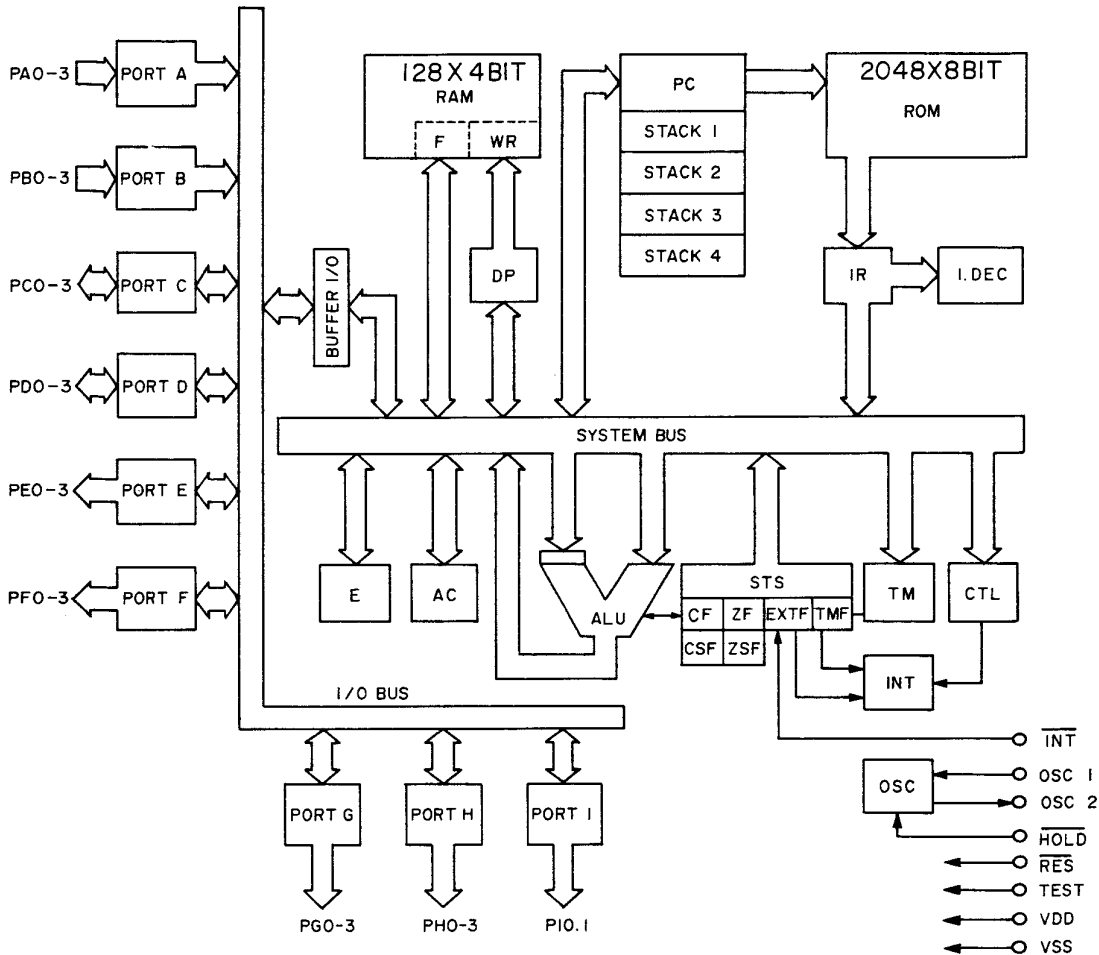 PA0-3
PORT A
PB0-3
PORT B
PC0-3
PORT C
PD0-3
PORT D
PE0-3
PORT E
PF0-3
PORT F
BUFFER I/O
128X4BIT
RAM
F
WR
DP
PC
STACK 1
STACK 2
STACK 3
STACK 4
2048X8BIT
ROM
IR
I.DEC
SYSTEM BUS
E
AC
ALU
STS
CF
ZF
EXTF
TMF
CSF
ZSF
TM
CTL
INT
I/O BUS
PORT G
PORT H
PORT I
PG0-3
PH0-3
PI0.1
INT
OSC
OSC 1
OSC 2
HOLD
RES
TEST
VDD
VSS